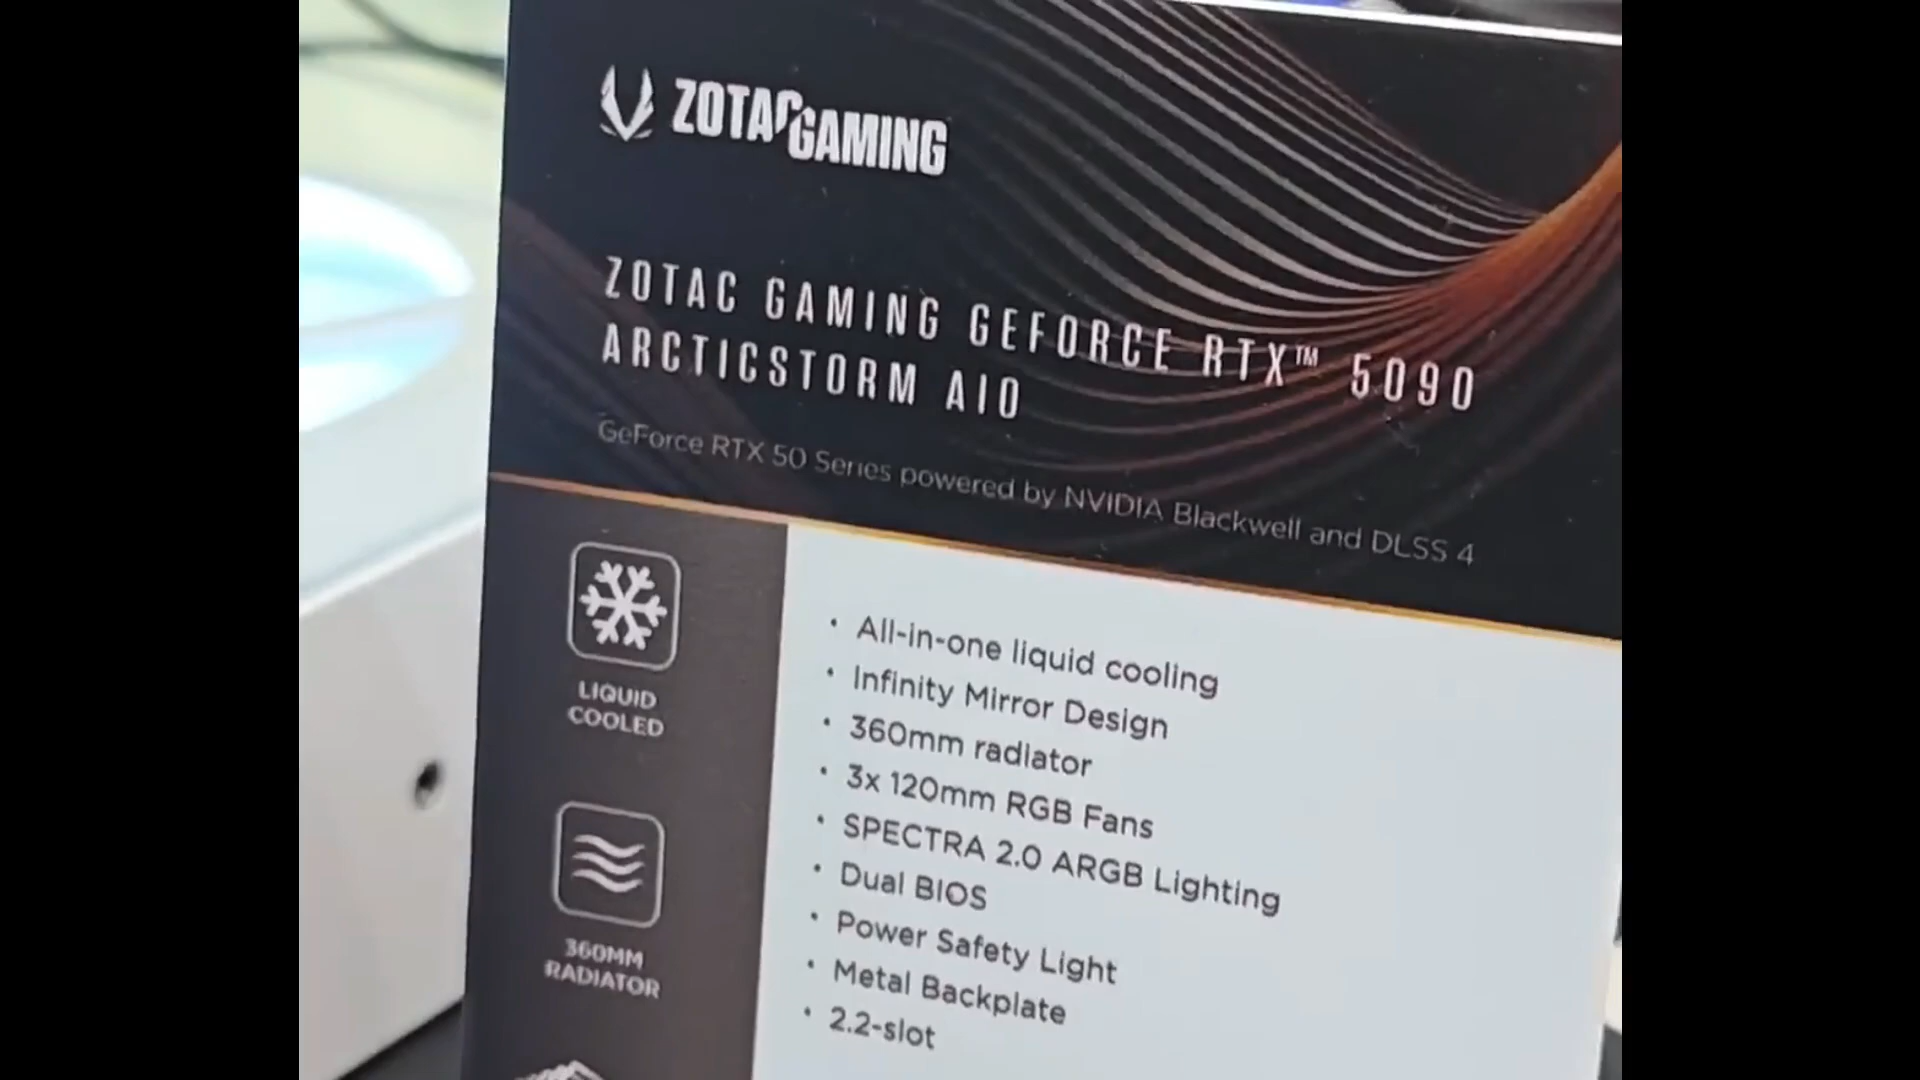 ZOTAC GAMING
ZOTAC GAMING GEFORCE RTX™ 5090
ARCTICSTORM AIO
GeForce RTX 50 Series powered by NVIDIA Blackwell and DLSS 4
LIQUID
COOLED
360MM
RADIATOR
• All-in-one liquid cooling
• Infinity Mirror Design
• 360mm radiator
• 3x 120mm RGB Fans
• SPECTRA 2.0 ARGB Lighting
• Dual BIOS
• Power Safety Light
• Metal Backplate
• 2.2-slot